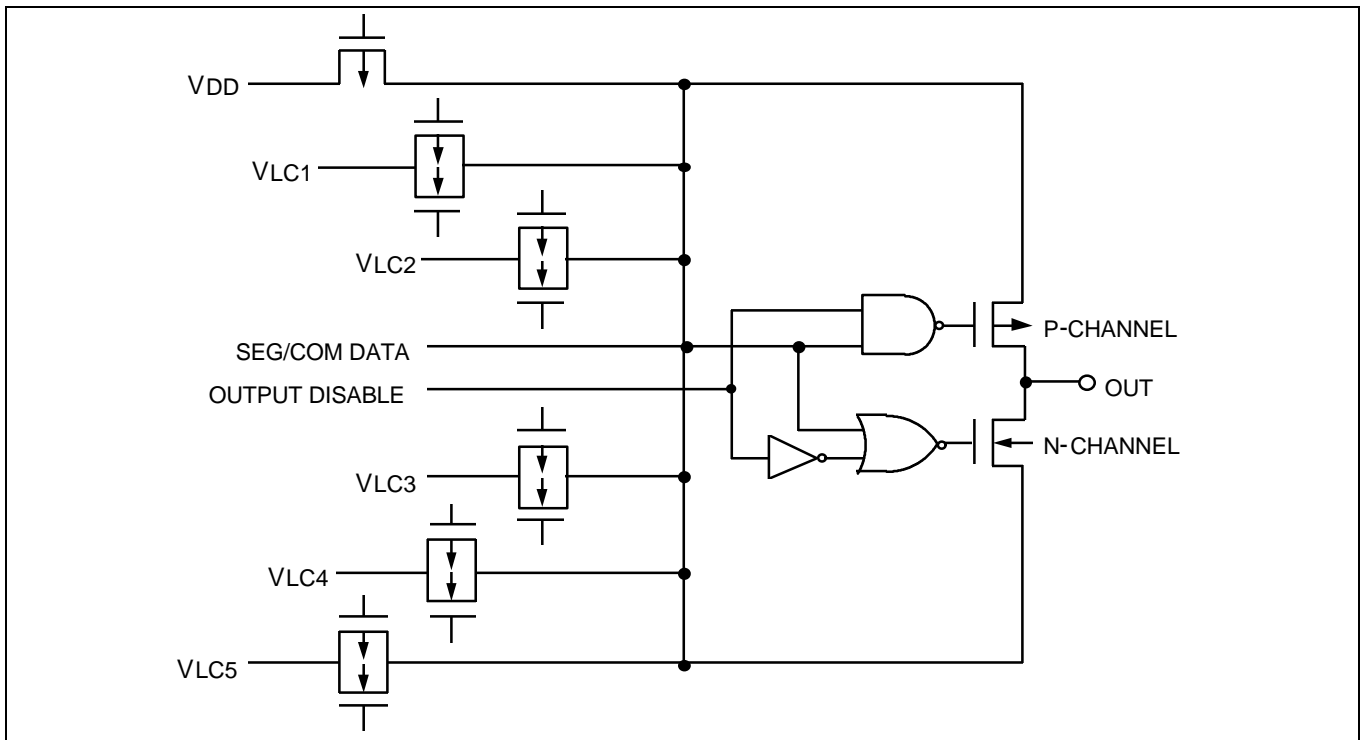 VDD
VLC1
VLC2
SEG/COM DATA
P-CHANNEL
OUTPUT DISABLE
OUT
N-CHANNEL
VLC3
VLC4
VLC5